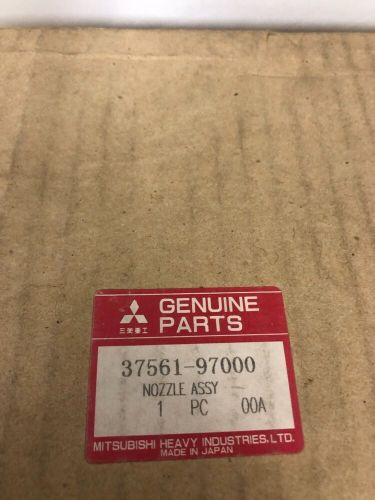 GENUINE
PARTS
三菱重工
37561-97000
NOZZLE ASSY
1 PC 00A
MITSUBISHI HEAVY INDUSTRIES, LTD.
MADE IN JAPAN